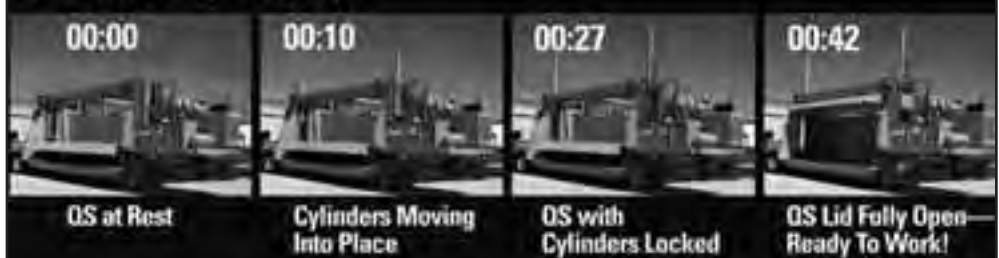 00:00
00:10
00:27
00:42
QS at Rest
Cylinders Moving
Into Place
QS with
Cylinders Locked
QS Lid Fully Open
Ready To Work!